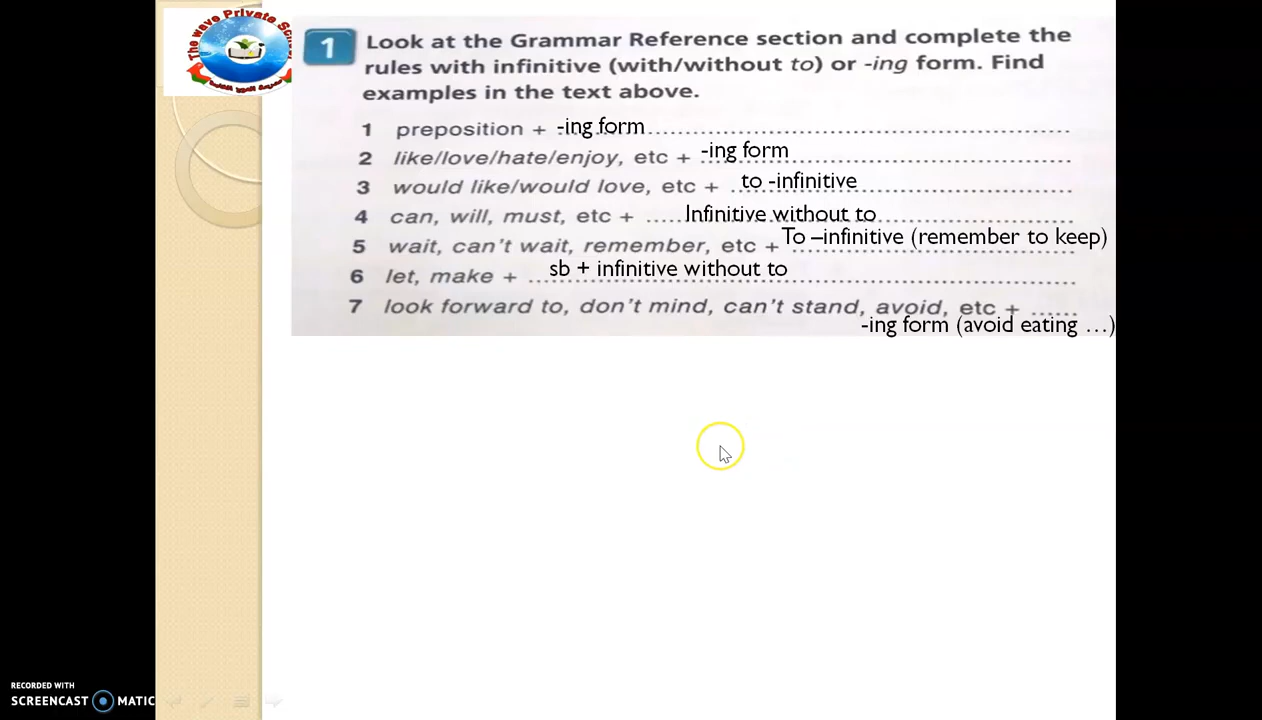 The Wave Private Sc
1 Look at the Grammar Reference section and complete the
rules with infinitive (with/without to) or -ing form. Find
examples in the text above.
1 preposition + -ing form
2 like/love/hate/enjoy, etc + -ing form
3 would like/would love, etc + to -infinitive
4 can, will, must, etc + Infinitive without to
5 wait, can't wait, remember, etc + To –infinitive (remember to keep)
6 let, make + sb + infinitive without to
7 look forward to, don't mind, can't stand, avoid, etc + ......
-ing form (avoid eating …)
RECORDED WITH
SCREENCAST MATIC